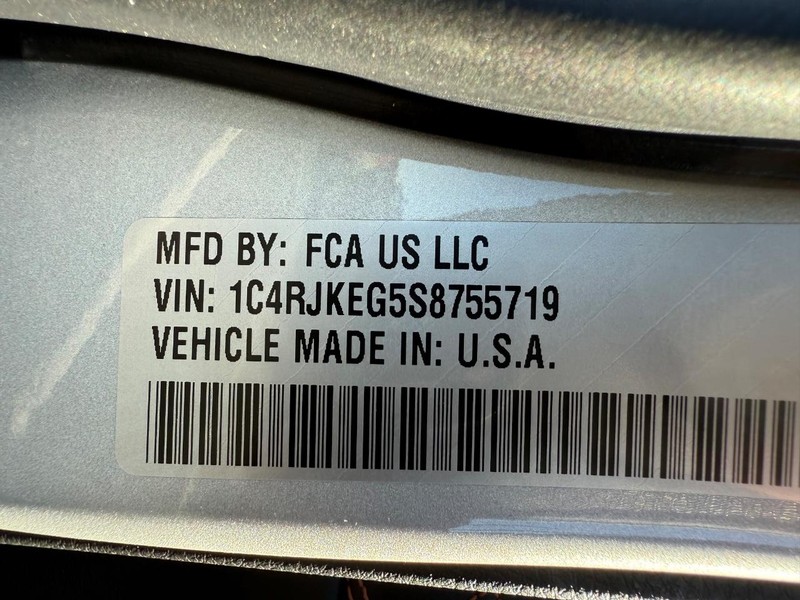 MFD BY: FCA US LLC
VIN: 1C4RJKEG5S8755719
VEHICLE MADE IN: U.S.A.